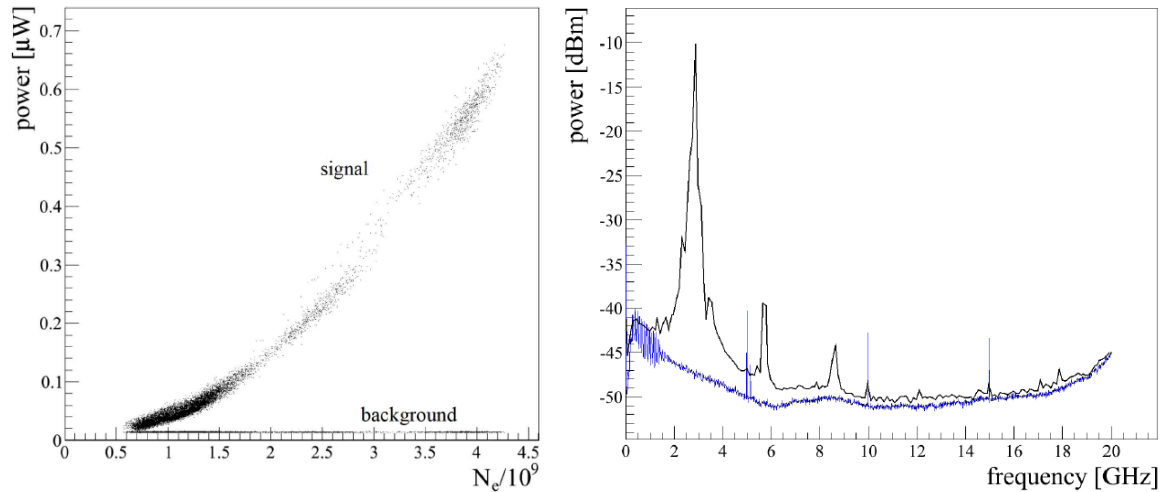 power [μW]
0.7
0.6
0.5
0.4
0.3
0.2
0.1
0
signal
background
0 0.5 1 1.5 2 2.5 3 3.5 4 4.5
N_e/10^9
power [dBm]
-10
-15
-20
-25
-30
-35
-40
-45
-50
0 2 4 6 8 10 12 14 16 18 20
frequency [GHz]